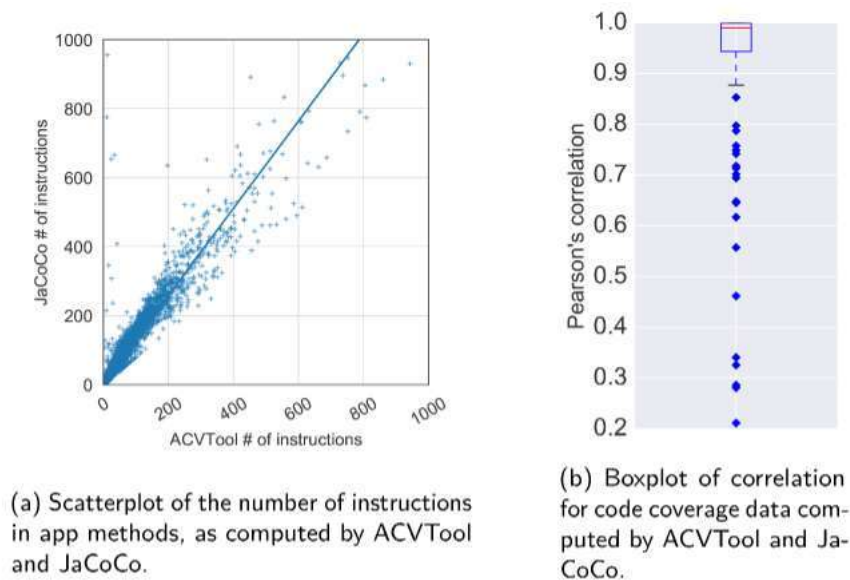 1000
800
600
400
200
0
JaCoCo # of instructions
0
200
400
600
800
1000
ACVTool # of instructions
(a) Scatterplot of the number of instructions
in app methods, as computed by ACVTool
and JaCoCo.
1.0
0.9
0.8
0.7
0.6
0.5
0.4
0.3
0.2
Pearson's correlation
(b) Boxplot of correlation
for code coverage data com-
puted by ACVTool and Ja-
CoCo.